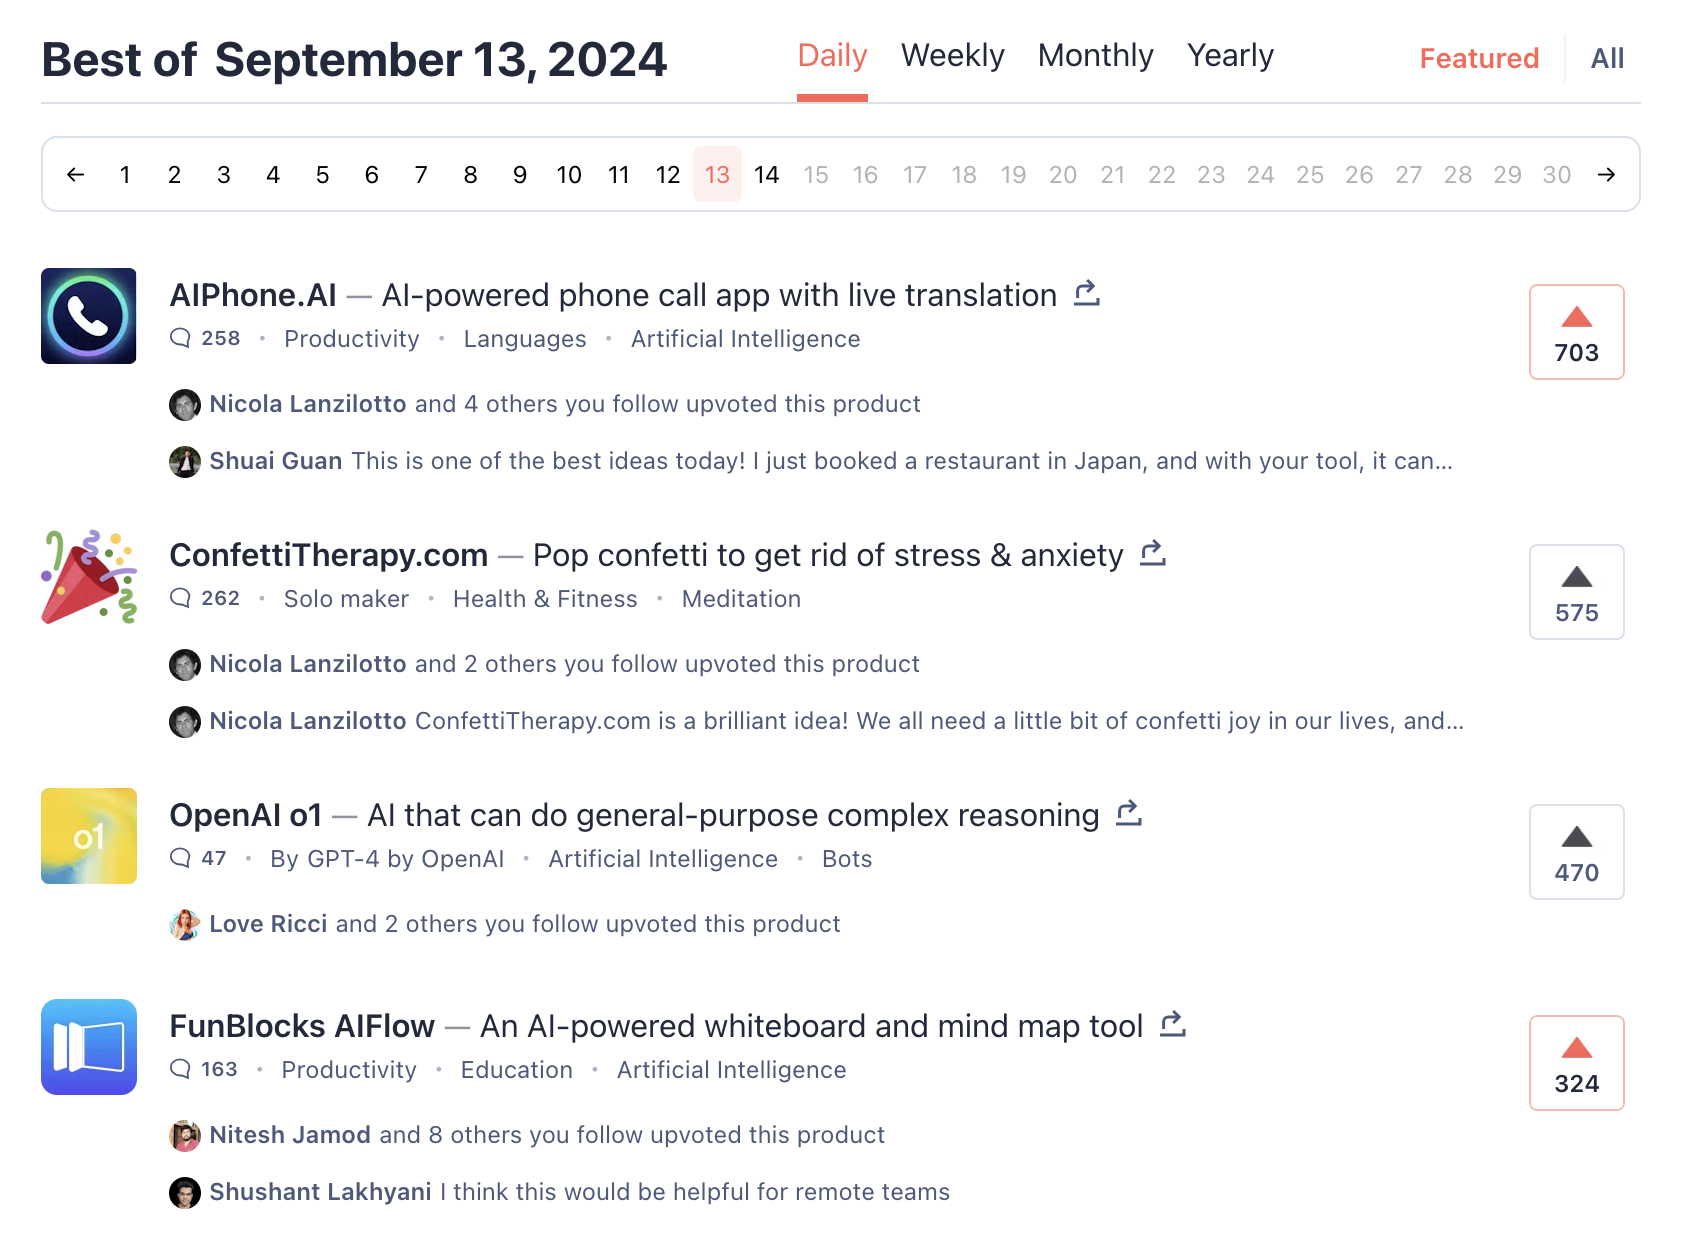 Best of September 13, 2024 Daily Weekly Monthly Yearly Featured All
← 1 2 3 4 5 6 7 8 9 10 11 12 13 14 15 16 17 18 19 20 21 22 23 24 25 26 27 28 29 30 →
AIPhone.AI — AI-powered phone call app with live translation
258 • Productivity • Languages • Artificial Intelligence
703
Nicola Lanzilotto and 4 others you follow upvoted this product
Shuai Guan This is one of the best ideas today! I just booked a restaurant in Japan, and with your tool, it can...
ConfettiTherapy.com — Pop confetti to get rid of stress & anxiety
262 • Solo maker • Health & Fitness • Meditation
575
Nicola Lanzilotto and 2 others you follow upvoted this product
Nicola Lanzilotto ConfettiTherapy.com is a brilliant idea! We all need a little bit of confetti joy in our lives, and...
o1
OpenAI o1 — AI that can do general-purpose complex reasoning
47 • By GPT-4 by OpenAI • Artificial Intelligence • Bots
470
Love Ricci and 2 others you follow upvoted this product
FunBlocks AIFlow — An AI-powered whiteboard and mind map tool
163 • Productivity • Education • Artificial Intelligence
324
Nitesh Jamod and 8 others you follow upvoted this product
Shushant Lakhyani I think this would be helpful for remote teams